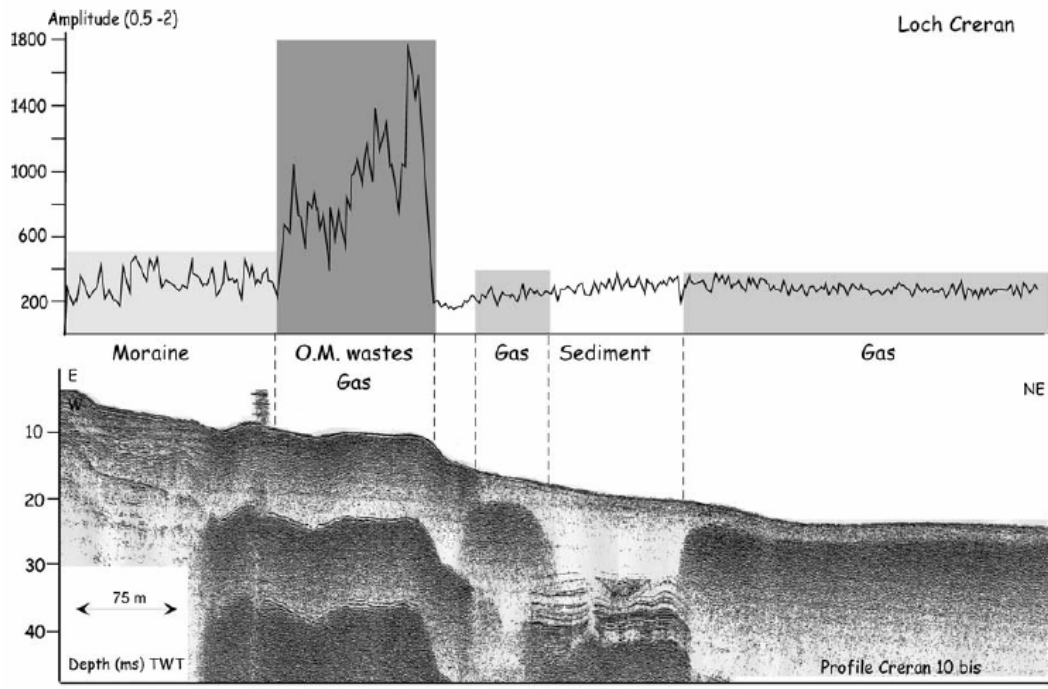 Amplitude (0.5 -2)
Loch Creran
1800
1400
1000
600
200
Moraine
O.M. wastes
Gas
Gas
Sediment
Gas
E
W
NE
10
20
30
40
75 m
Depth (ms) TWT
Profile Creran 10 bis